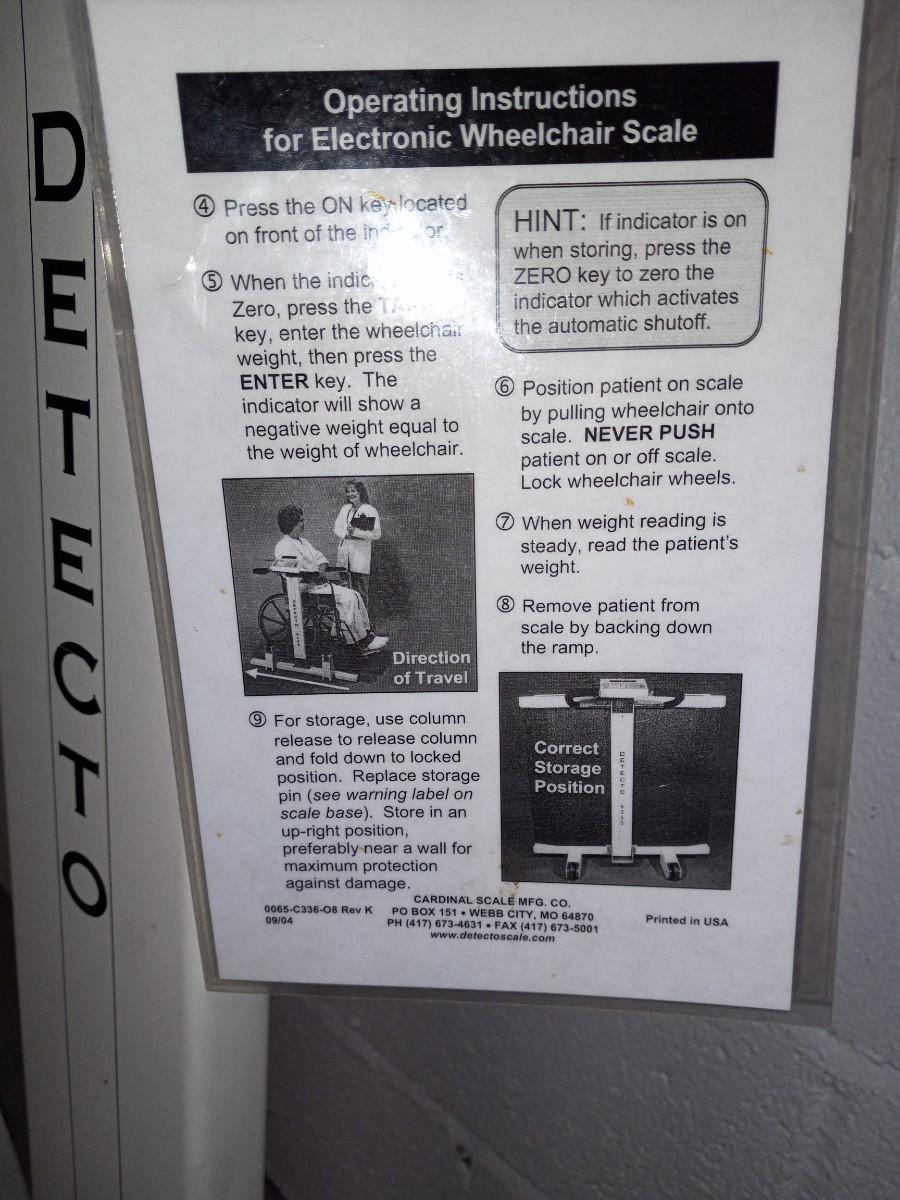 DETECTO
Operating Instructions
for Electronic Wheelchair Scale
④ Press the ON key located
on front of the
⑤ When the
Zero, press the
key, enter the wheelchair
weight, then press the
ENTER key. The
indicator will show a
negative weight equal to
the weight of wheelchair.
Direction
of Travel
⑨ For storage, use column
release to release column
and fold down to locked
position. Replace storage
pin (see warning label on
scale base). Store in an
up-right position,
preferably near a wall for
maximum protection
against damage.
HINT: If indicator is on
when storing, press the
ZERO key to zero the
indicator which activates
the automatic shutoff.
⑥ Position patient on scale
by pulling wheelchair onto
scale. NEVER PUSH
patient on or off scale.
Lock wheelchair wheels.
⑦ When weight reading is
steady, read the patient's
weight.
⑧ Remove patient from
scale by backing down
the ramp.
Correct
Storage
Position
DETECTO
0065-C336-O8 Rev K
09/04
CARDINAL SCALE MFG. CO.
PO BOX 151 • WEBB CITY, MO 64870
PH (417) 673-4631 • FAX (417) 673-5001
www.detectoscale.com
Printed in USA